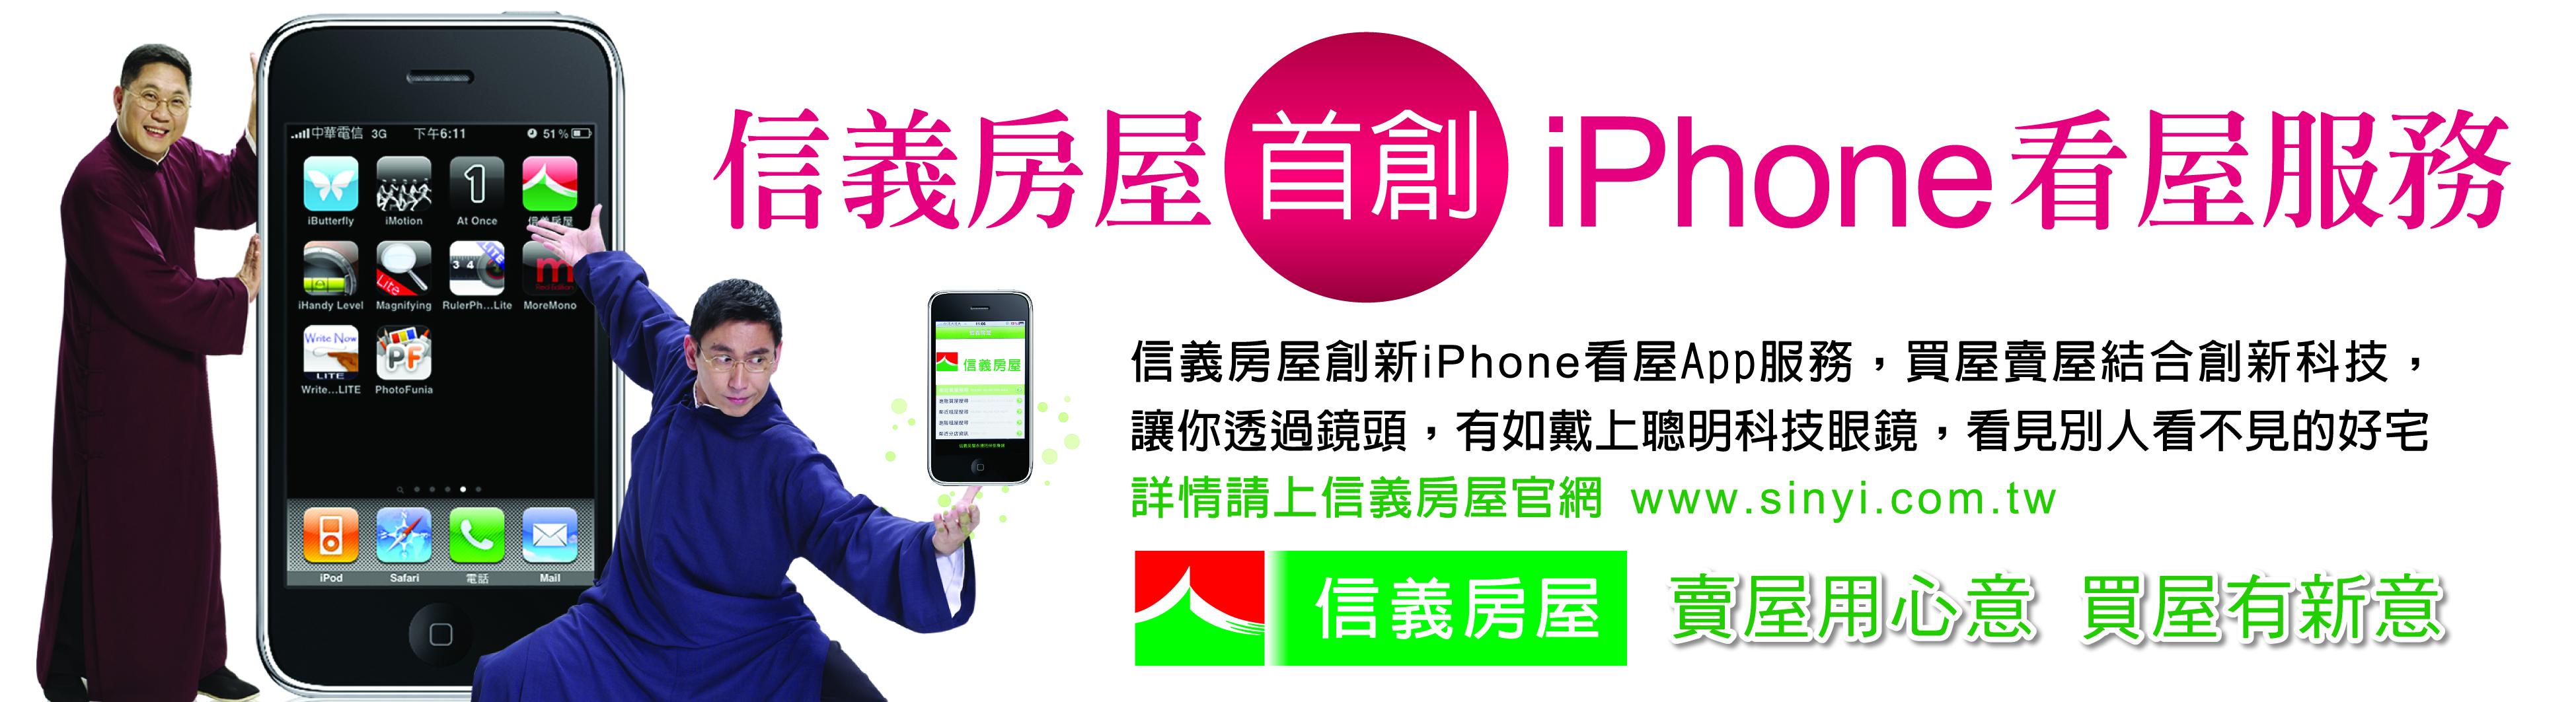 中華電信 3G 下午6:11 51%
iButterfly iMotion At Once 信義房屋
iHandy Level Magnifying RulerPh...Lite MoreMono
Write...LITE PhotoFunia
iPod Safari 電話 Mail
信義房屋
信義房屋首創iPhone看屋服務
信義房屋創新iPhone看屋App服務，買屋賣屋結合創新科技，
讓你透過鏡頭，有如戴上聰明科技眼鏡，看見別人看不見的好宅
詳情請上信義房屋官網 www.sinyi.com.tw
信義房屋 賣屋用心意 買屋有新意